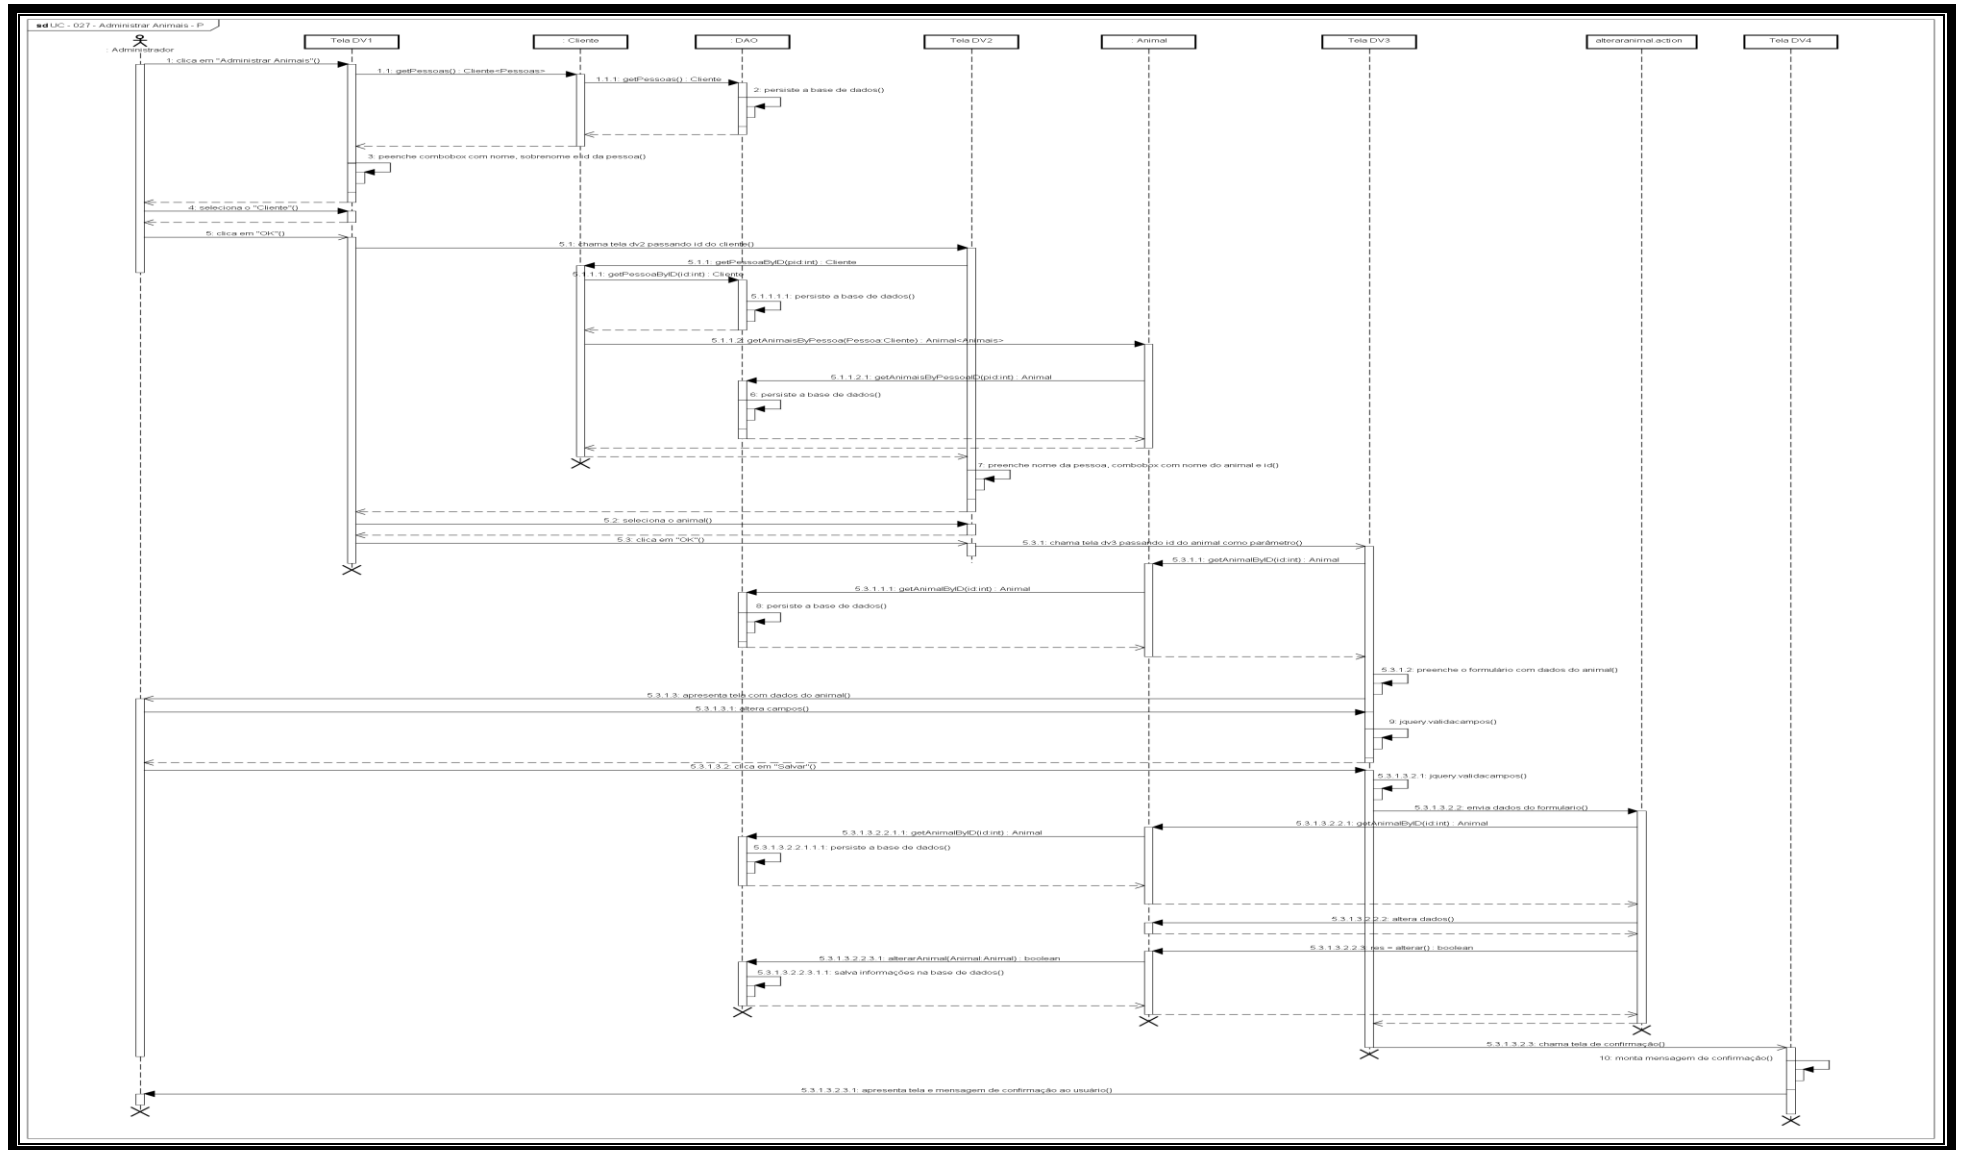 sd UC - 027 - Administrar Animais - P
: Administrador
Tela DV1
: Cliente
: DAO
Tela DV2
: Animal
Tela DV3
alteraranimal.action
Tela DV4
1: clica em "Administrar Animais"()
1.1: getPessoas() : Cliente<Pessoas>
1.1.1: getPessoas() : Cliente
2: persiste a base de dados()
3: peenche combobox com nome, sobrenome e id da pessoa()
4: seleciona o "Cliente"()
5: clica em "OK"()
5.1: chama tela dv2 passando id do cliente()
5.1.1: getPessoaByID(pid:int) : Cliente
5.1.1.1: getPessoaByID(id:int) : Cliente
5.1.1.1.1: persiste a base de dados()
5.1.1.2: getAnimaisByPessoa(Pessoa:Cliente) : Animal<Animais>
5.1.1.2.1: getAnimaisByPessoaID(pid:int) : Animal
6: persiste a base de dados()
7: preenche nome da pessoa, combobox com nome do animal e id()
5.2: seleciona o animal()
5.3: clica em "OK"()
5.3.1: chama tela dv3 passando id do animal como parâmetro()
5.3.1.1: getAnimalByID(id:int) : Animal
5.3.1.1.1: getAnimalByID(id:int) : Animal
8: persiste a base de dados()
5.3.1.2: preenche o formulário com dados do animal()
5.3.1.3: apresenta tela com dados do animal()
5.3.1.3.1: altera campos()
9: jquery.validacampos()
5.3.1.3.2: clica em "Salvar"()
5.3.1.3.2.1: jquery.validacampos()
5.3.1.3.2.2: envia dados do formulario()
5.3.1.3.2.2.1: getAnimalByID(id:int) : Animal
5.3.1.3.2.2.1.1: getAnimalByID(id:int) : Animal
5.3.1.3.2.2.1.1.1: persiste a base de dados()
5.3.1.3.2.2.2: altera dados()
5.3.1.3.2.2.3: res = alterar() : boolean
5.3.1.3.2.2.3.1: alterarAnimal(Animal:Animal) : boolean
5.3.1.3.2.2.3.1.1: salva informações na base de dados()
5.3.1.3.2.3: chama tela de confirmação()
10: monta mensagem de confirmação()
5.3.1.3.2.3.1: apresenta tela e mensagem de confirmação ao usuário()